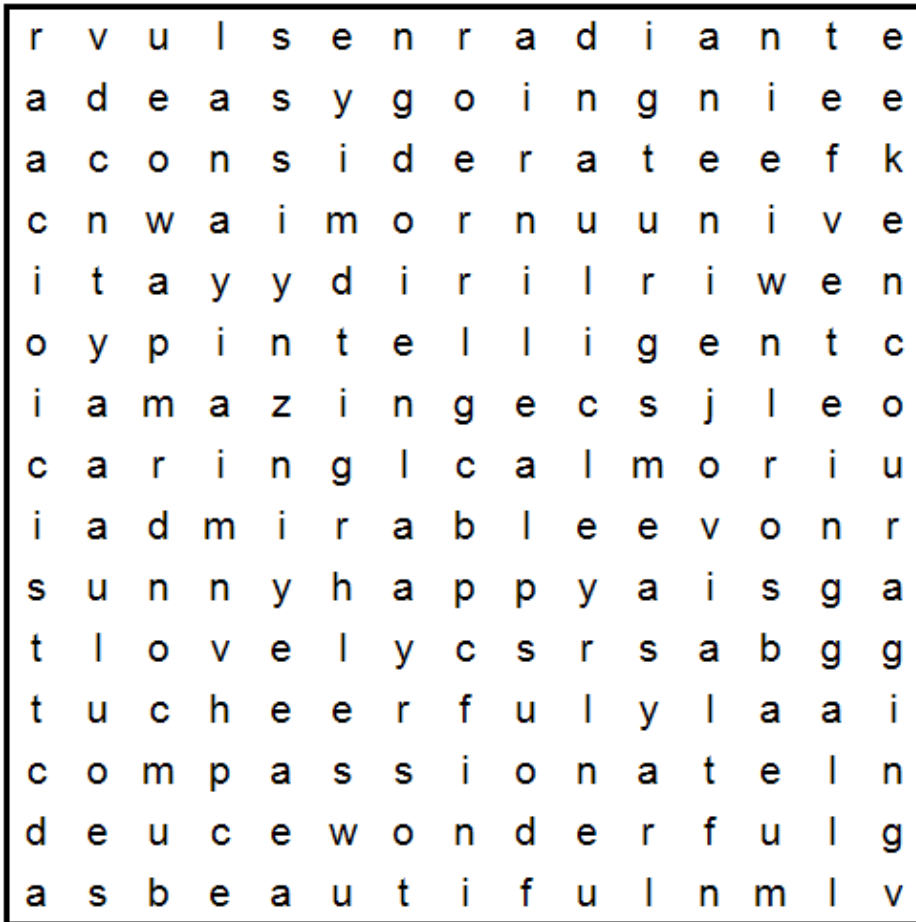 r v u l s e n r a d i a n t e
a d e a s y g o i n g n i e e
a c o n s i d e r a t e e f k
c n w a i m o r n u u n i v e
i t a y y d i r i l r i w e n
o y p i n t e l l i g e n t c
i a m a z i n g e c s j l e o
c a r i n g l c a l m o r i u
i a d m i r a b l e e v o n r
s u n n y h a p p y a i s g a
t l o v e l y c s r s a b g g
t u c h e e r f u l y l a a i
c o m p a s s i o n a t e l n
d e u c e w o n d e r f u l g
a s b e a u t i f u l n m l v